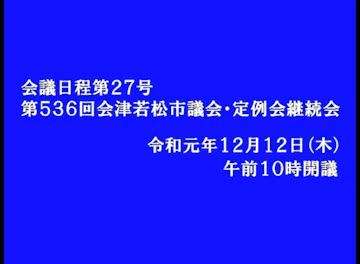 会議日程第27号
第536回会津若松市議会・定例会継続会
令和元年12月12日(木)
午前10時開議